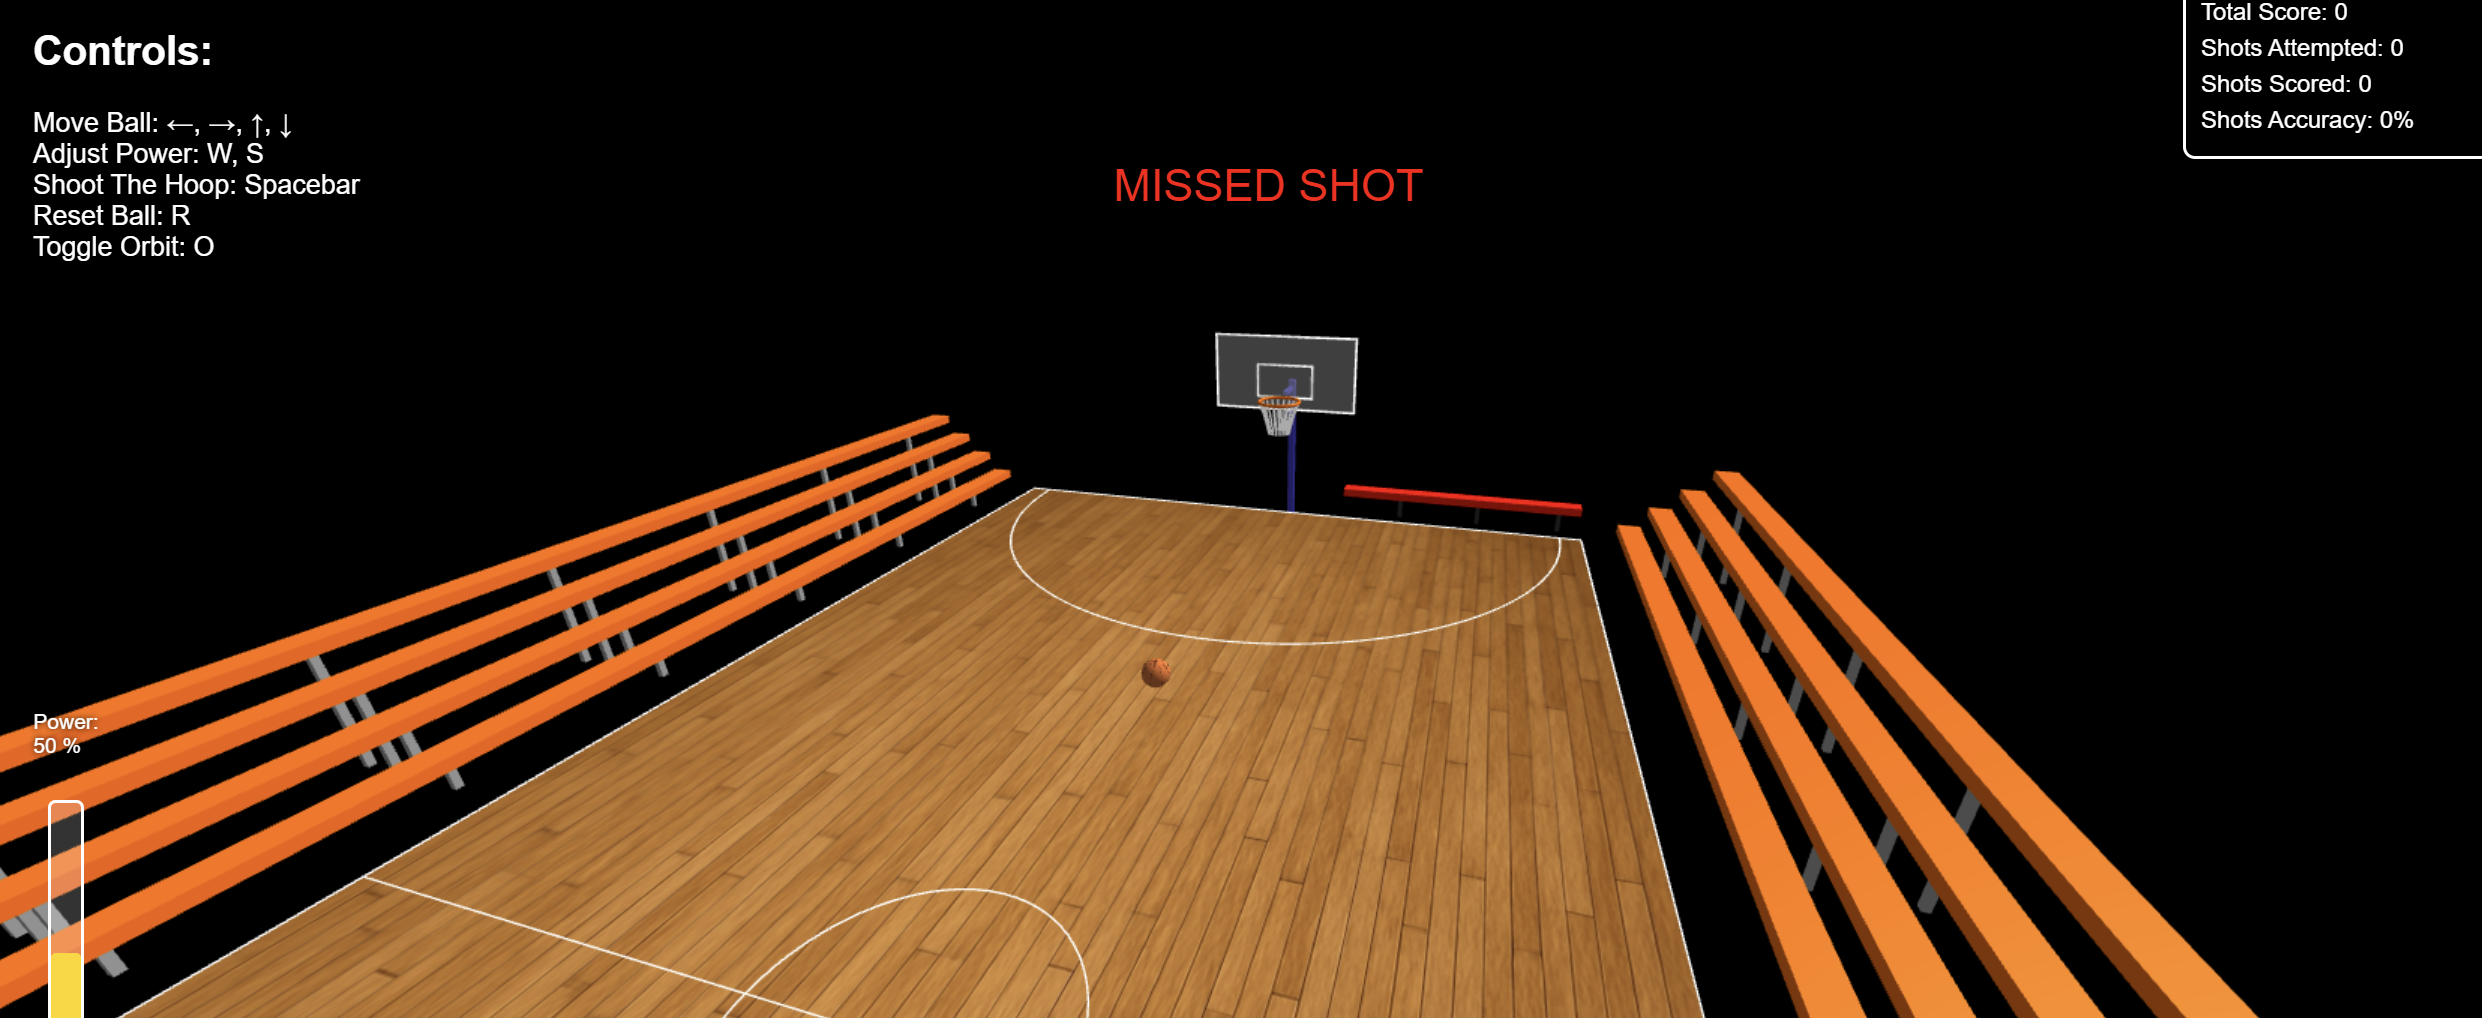 Controls:
Move Ball: ←, →, ↑, ↓
Adjust Power: W, S
Shoot The Hoop: Spacebar
Reset Ball: R
Toggle Orbit: O
Total Score: 0
Shots Attempted: 0
Shots Scored: 0
Shots Accuracy: 0%
MISSED SHOT
Power:
50 %